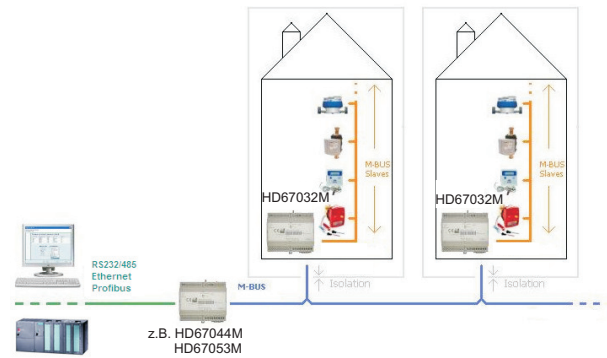 M-BUS
Slaves
HD67032M
M-BUS
Slaves
HD67032M
RS232/485
Ethernet
Profibus
M-BUS
Isolation
Isolation
z.B. HD67044M
HD67053M